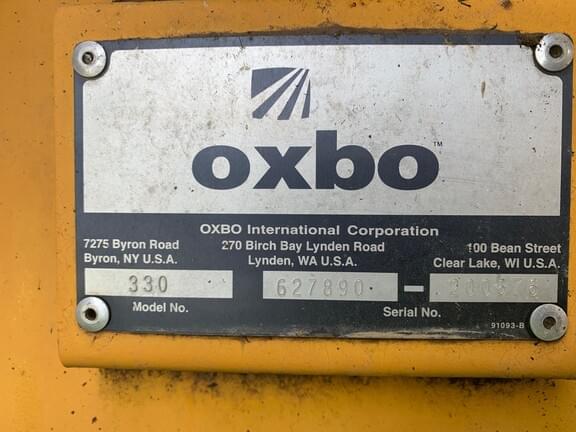 oxbo™
OXBO International Corporation
7275 Byron Road 270 Birch Bay Lynden Road 100 Bean Street
Byron, NY U.S.A. Lynden, WA U.S.A. Clear Lake, WI U.S.A.
330 627890 -
Model No. Serial No.
91093-B